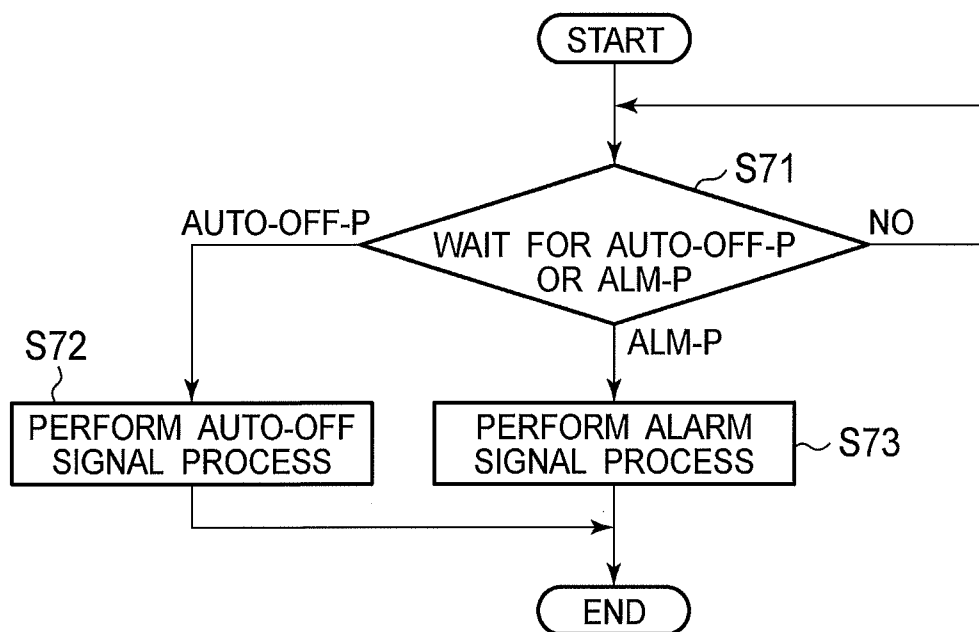 START
S71
AUTO-OFF-P
NO
WAIT FOR AUTO-OFF-P
OR ALM-P
ALM-P
S72
PERFORM AUTO-OFF
SIGNAL PROCESS
PERFORM ALARM
SIGNAL PROCESS
S73
END